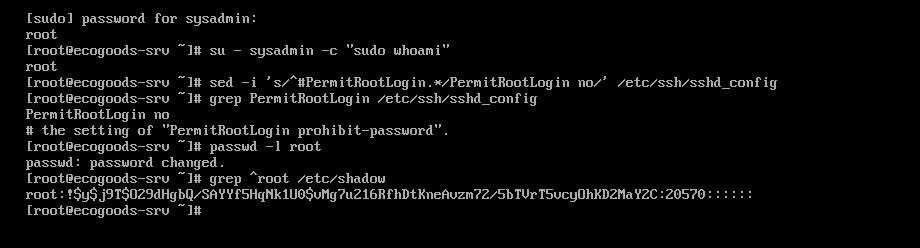 [sudo] password for sysadmin:
root
[root@ecogoods-srv ~]# su - sysadmin -c "sudo whoami"
root
[root@ecogoods-srv ~]# sed -i 's/^#PermitRootLogin.*/PermitRootLogin no/' /etc/ssh/sshd_config
[root@ecogoods-srv ~]# grep PermitRootLogin /etc/ssh/sshd_config
PermitRootLogin no
# the setting of "PermitRootLogin prohibit-password".
[root@ecogoods-srv ~]# passwd -l root
passwd: password changed.
[root@ecogoods-srv ~]# grep ^root /etc/shadow
root:!$y$j9T$O29dHgbQ/SAYYf5HqNk1U0$vMg7u216RfhDtKneAvzm72/5bTVrT5vcyOhKD2MaY2C:20570::::::
[root@ecogoods-srv ~]#